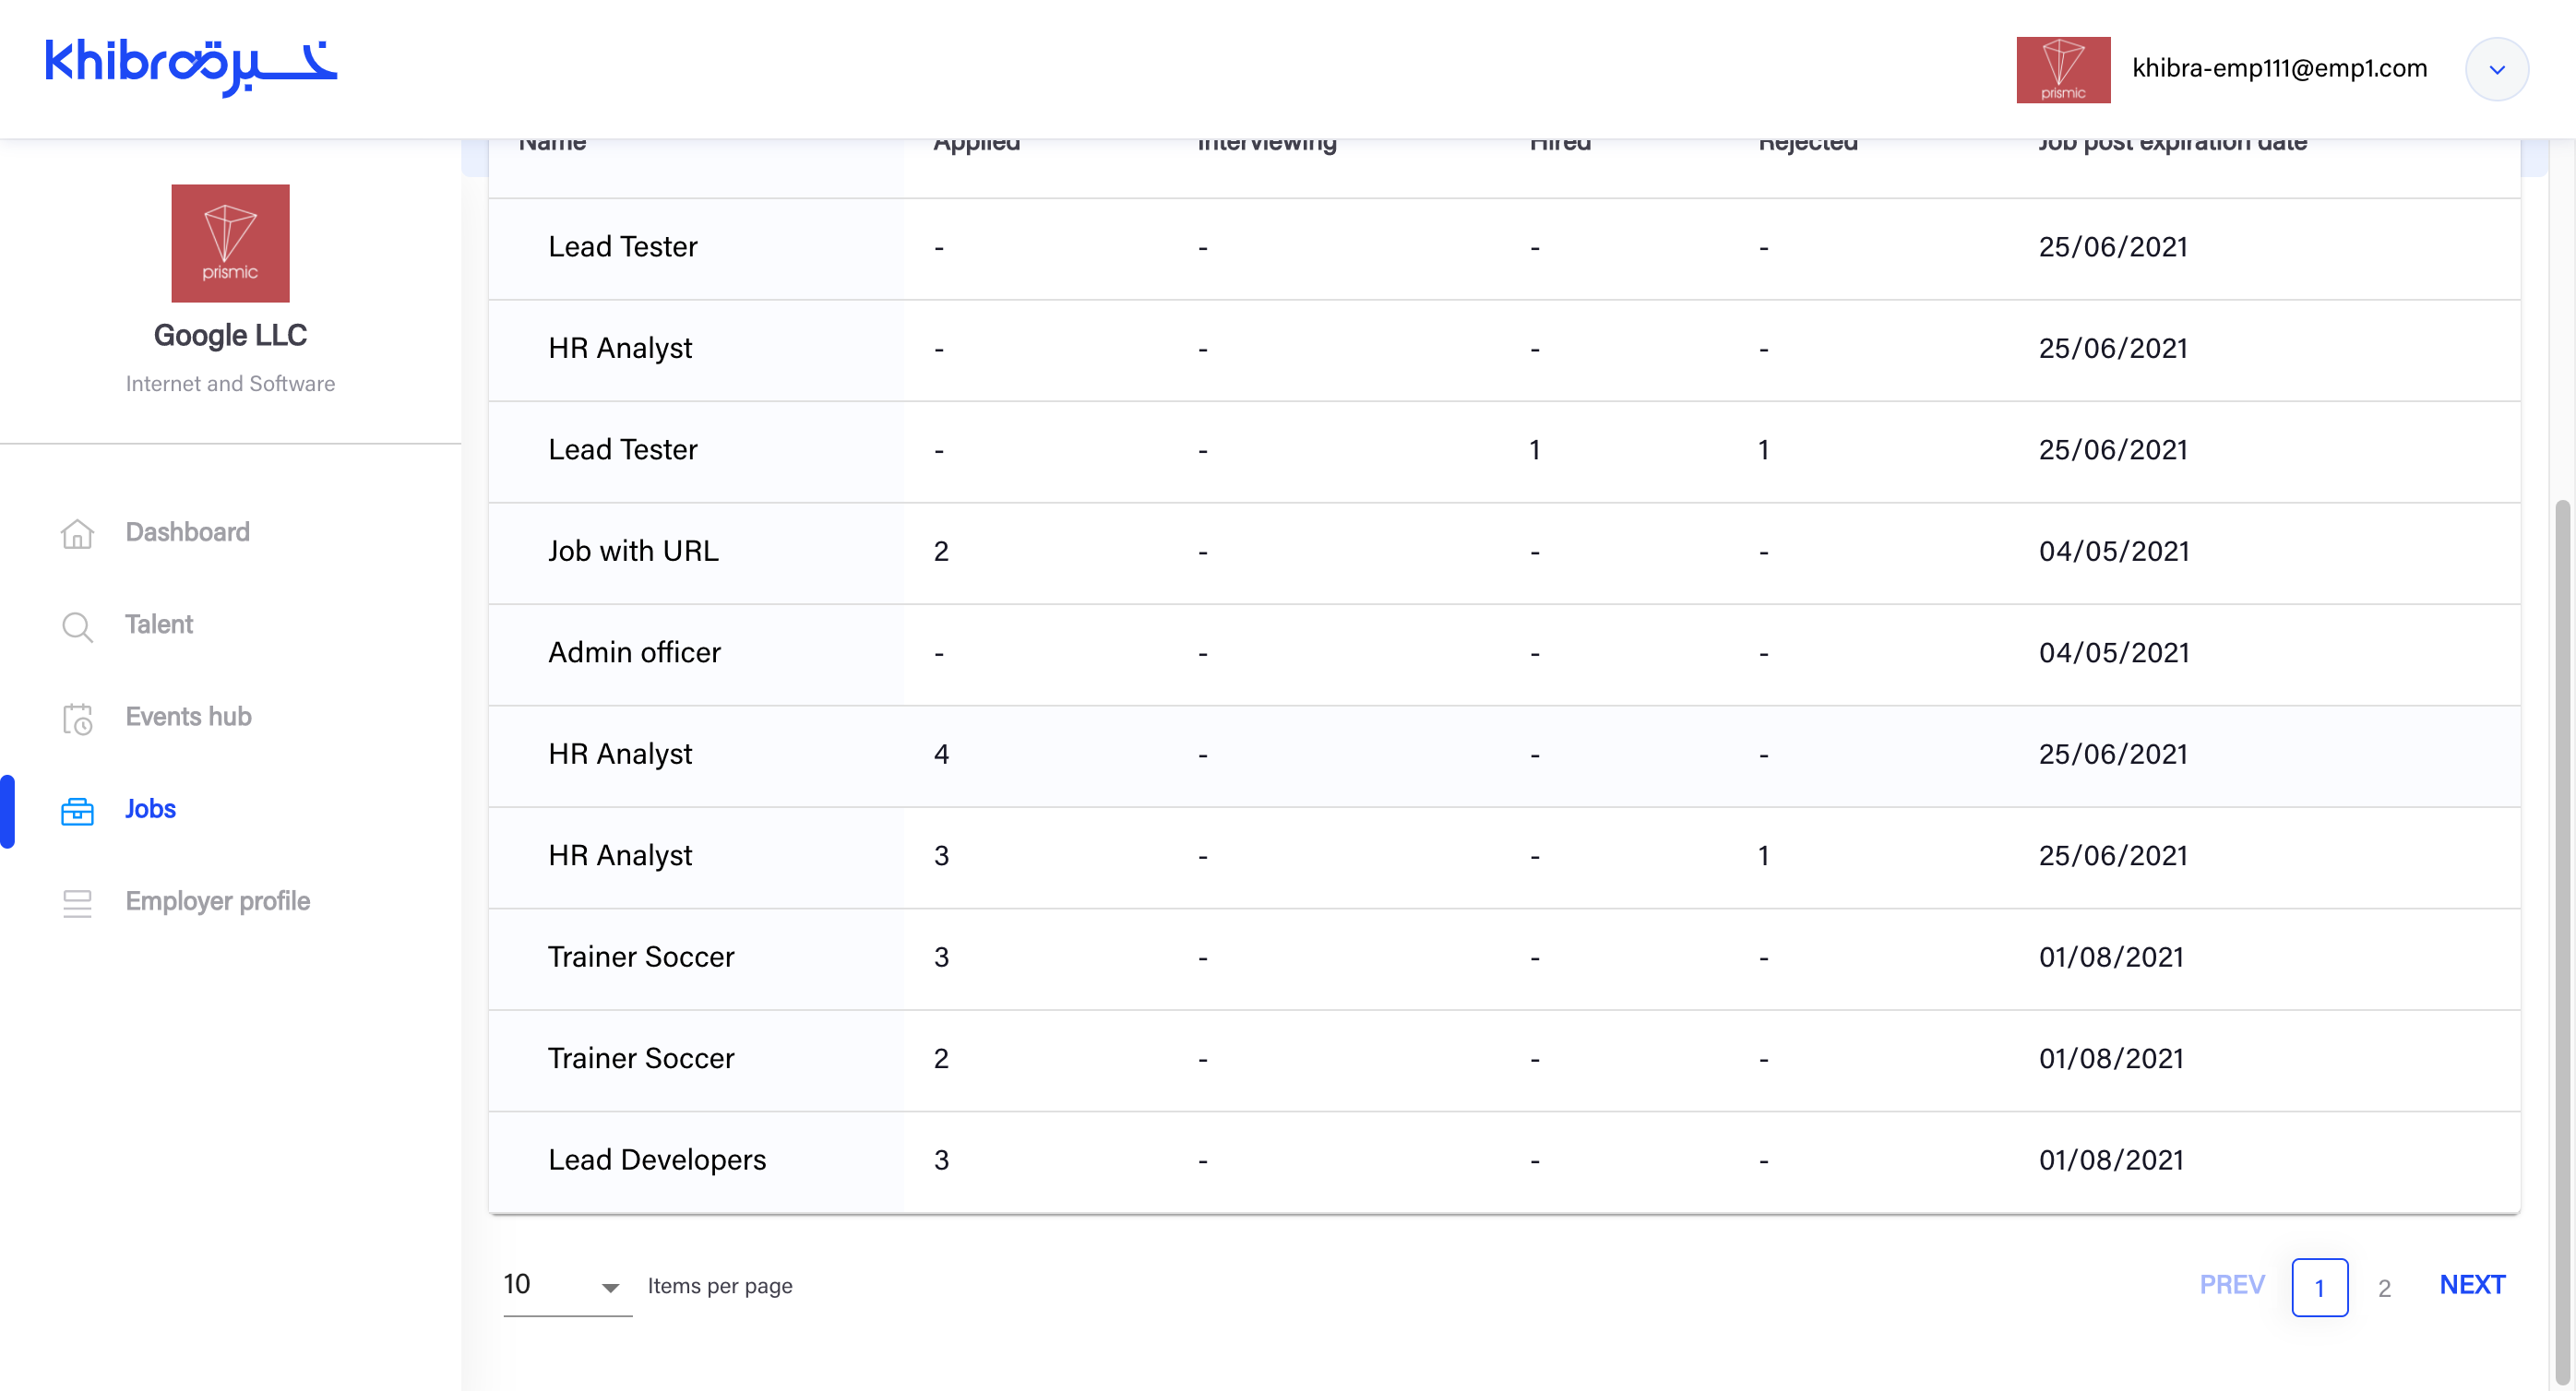 khibra خبرة
prismic
khibra-emp111@emp1.com
prismic
Google LLC
Internet and Software
Dashboard
Talent
Events hub
Jobs
Employer profile
Name Applied Interviewing Hired Rejected Job post expiration date
Lead Tester - - - - 25/06/2021
HR Analyst - - - - 25/06/2021
Lead Tester - - 1 1 25/06/2021
Job with URL 2 - - - 04/05/2021
Admin officer - - - - 04/05/2021
HR Analyst 4 - - - 25/06/2021
HR Analyst 3 - - 1 25/06/2021
Trainer Soccer 3 - - - 01/08/2021
Trainer Soccer 2 - - - 01/08/2021
Lead Developers 3 - - - 01/08/2021
10 Items per page PREV 1 2 NEXT